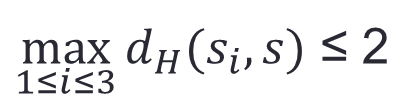 max d_H(s_i, s) ≤ 2
1≤i≤3